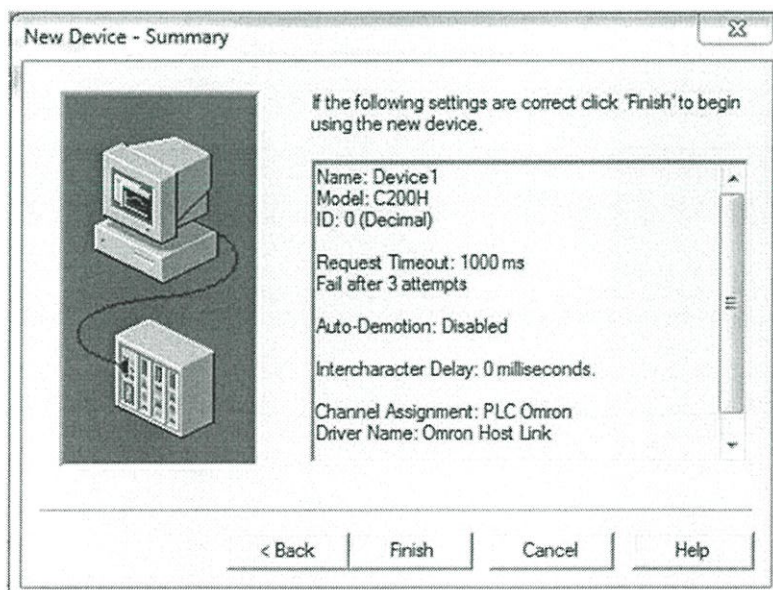 New Device - Summary
If the following settings are correct click 'Finish' to begin
using the new device.
Name: Device1
Model: C200H
ID: 0 (Decimal)
Request Timeout: 1000 ms
Fail after 3 attempts
Auto-Demotion: Disabled
Intercharacter Delay: 0 milliseconds.
Channel Assignment: PLC Omron
Driver Name: Omron Host Link
< Back
Finish
Cancel
Help